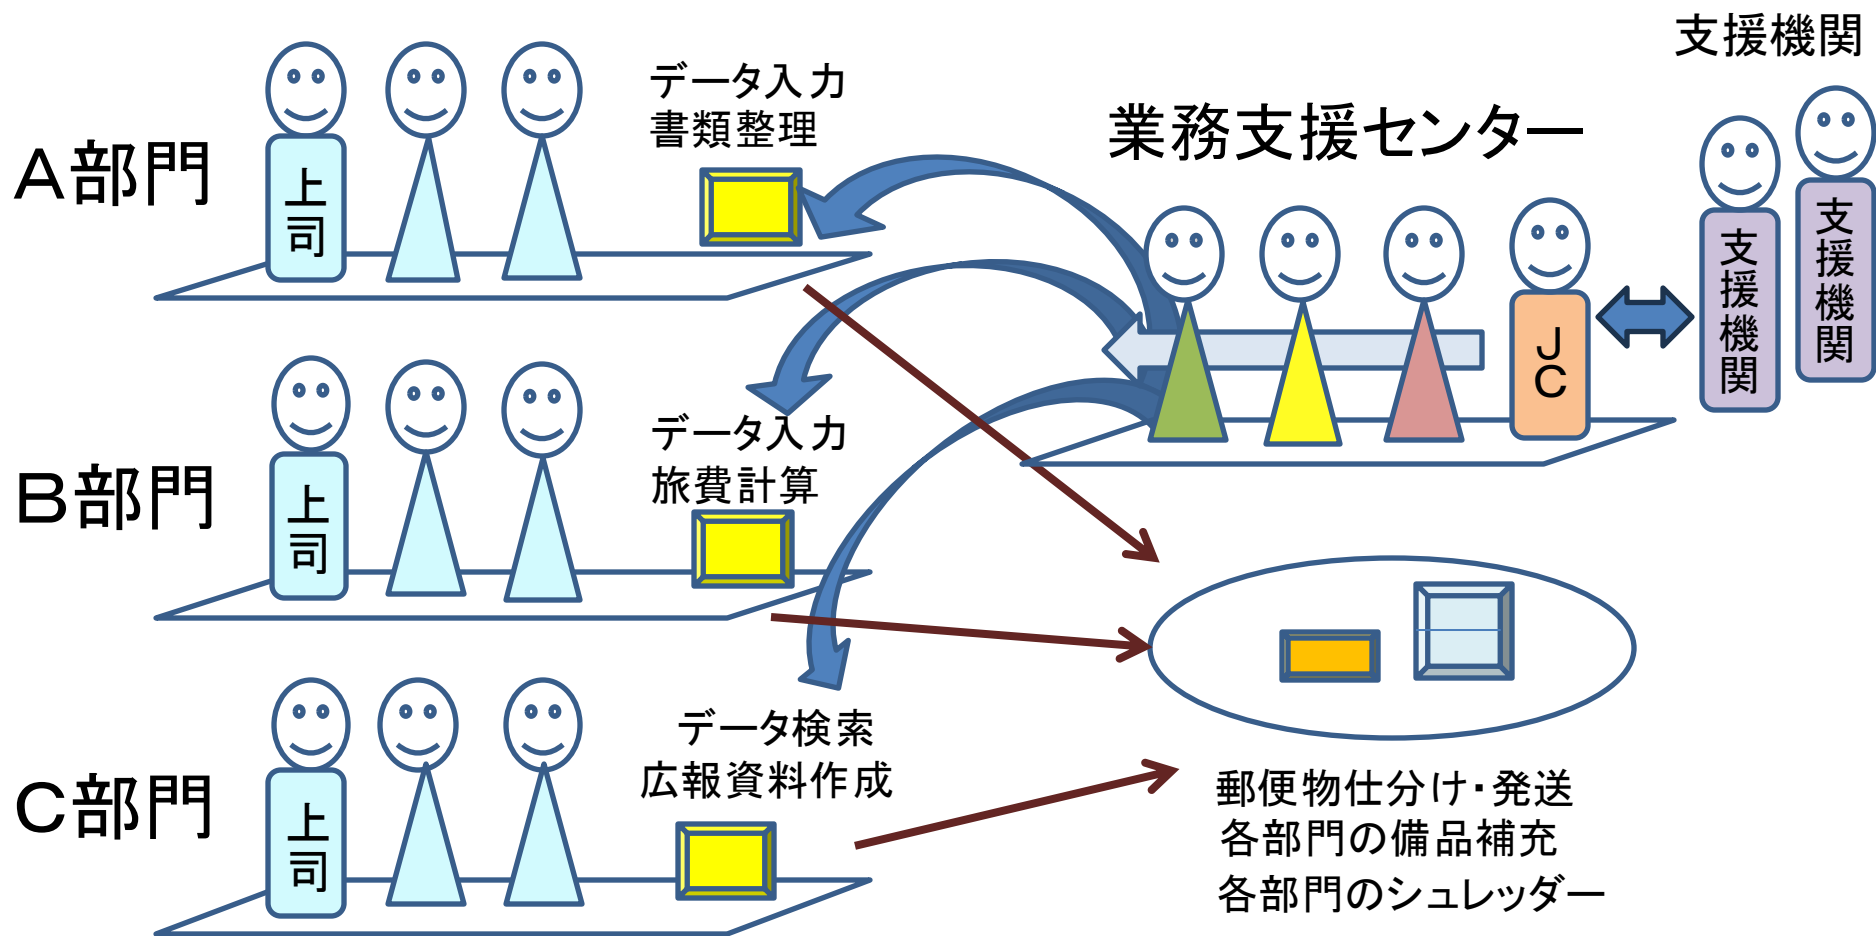 支援機関
データ入力
書類整理
業務支援センター
A部門
上司
支援機関
支援機関
JC
データ入力
旅費計算
B部門
上司
データ検索
広報資料作成
C部門
上司
郵便物仕分け・発送
各部門の備品補充
各部門のシュレッダー